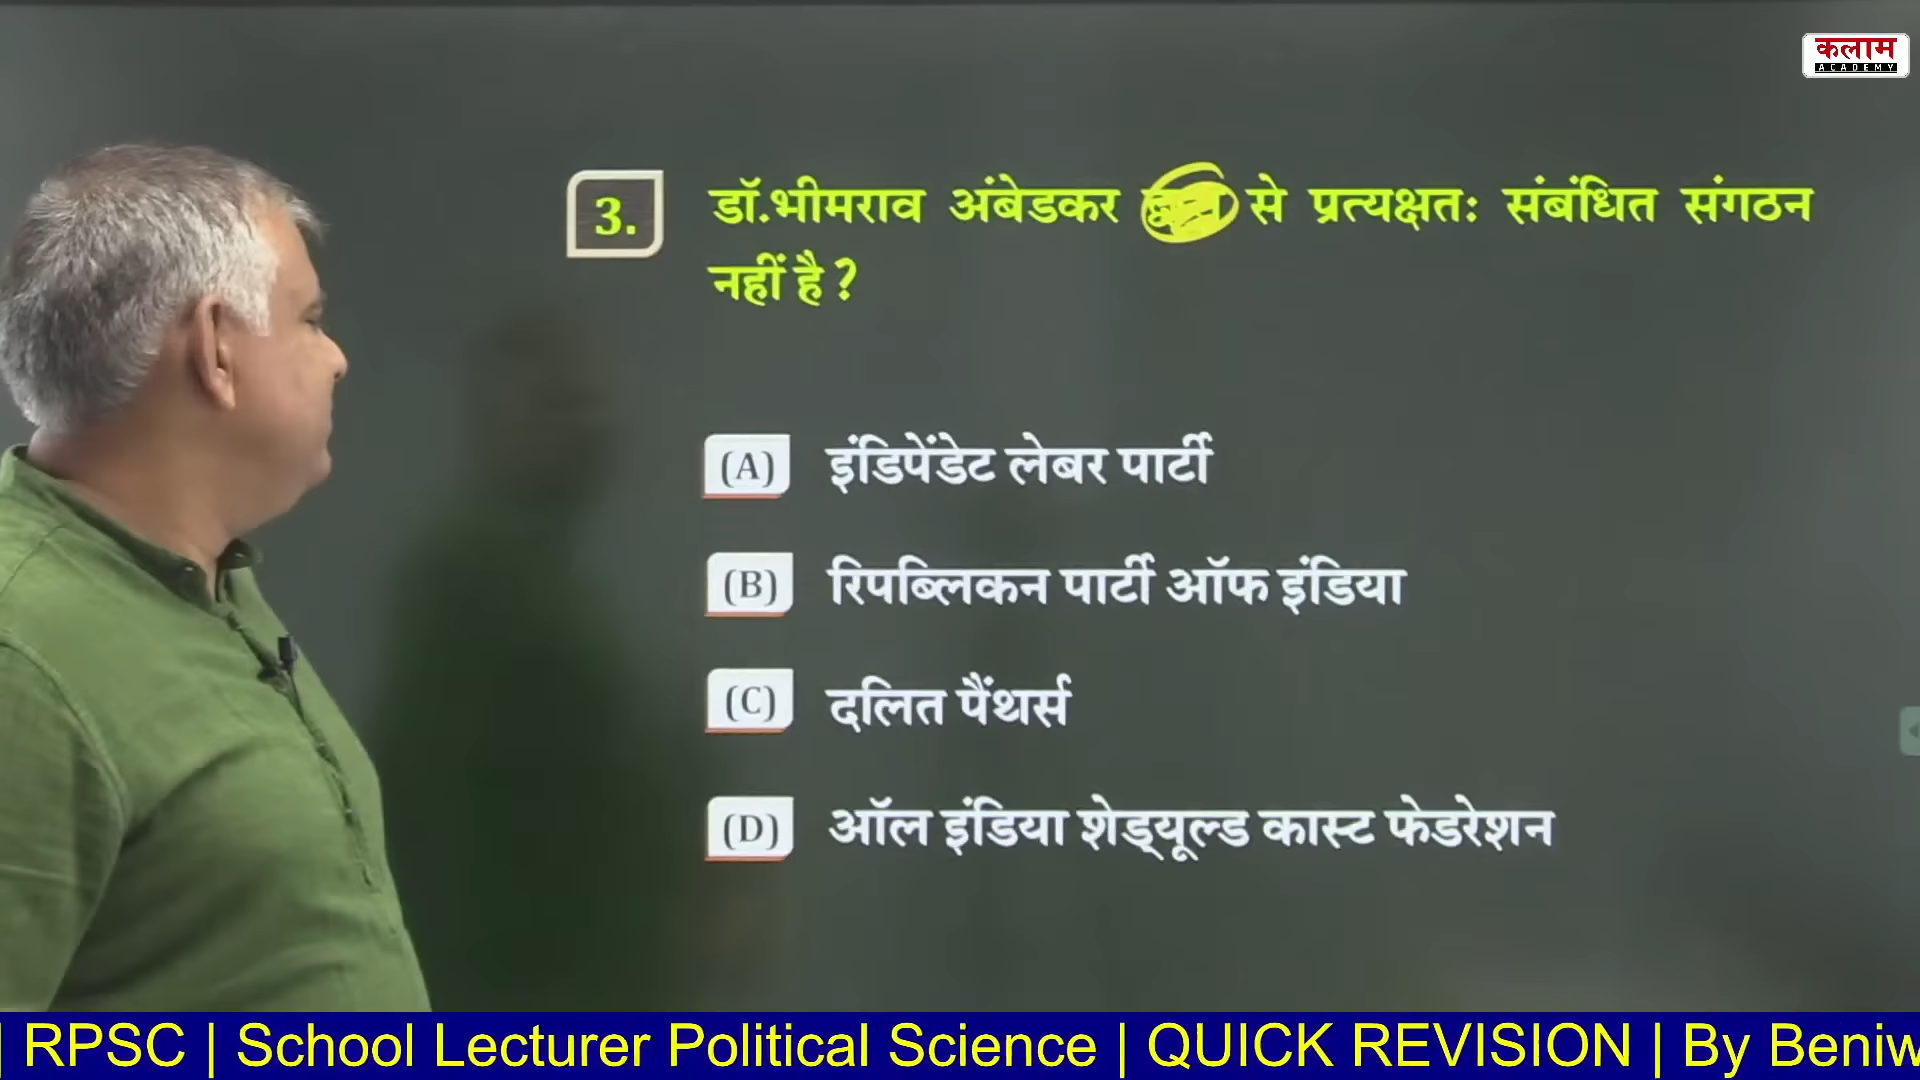 कलाम
ACADEMY
3. डॉ.भीमराव अंबेडकर से प्रत्यक्षतः संबंधित संगठन
नहीं है ?
(A) इंडिपेंडेट लेबर पार्टी
(B) रिपब्लिकन पार्टी ऑफ इंडिया
(C) दलित पैंथर्स
(D) ऑल इंडिया शेड्यूल्ड कास्ट फेडरेशन
| RPSC | School Lecturer Political Science | QUICK REVISION | By Beniw